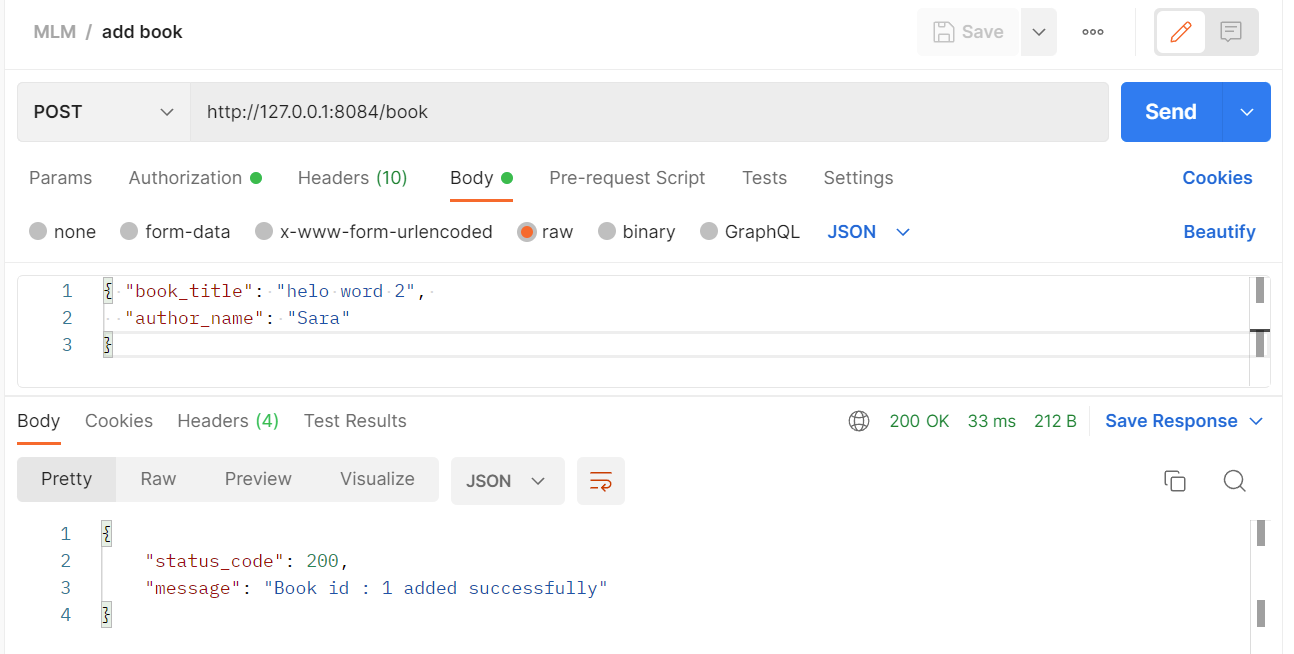 MLM / add book Save
POST http://127.0.0.1:8084/book Send
Params Authorization Headers (10) Body Pre-request Script Tests Settings Cookies
none form-data x-www-form-urlencoded raw binary GraphQL JSON Beautify
1 { "book_title": "helo word 2",
2 "author_name": "Sara"
3 }
Body Cookies Headers (4) Test Results 200 OK 33 ms 212 B Save Response
Pretty Raw Preview Visualize JSON
1 {
2 "status_code": 200,
3 "message": "Book id : 1 added successfully"
4 }